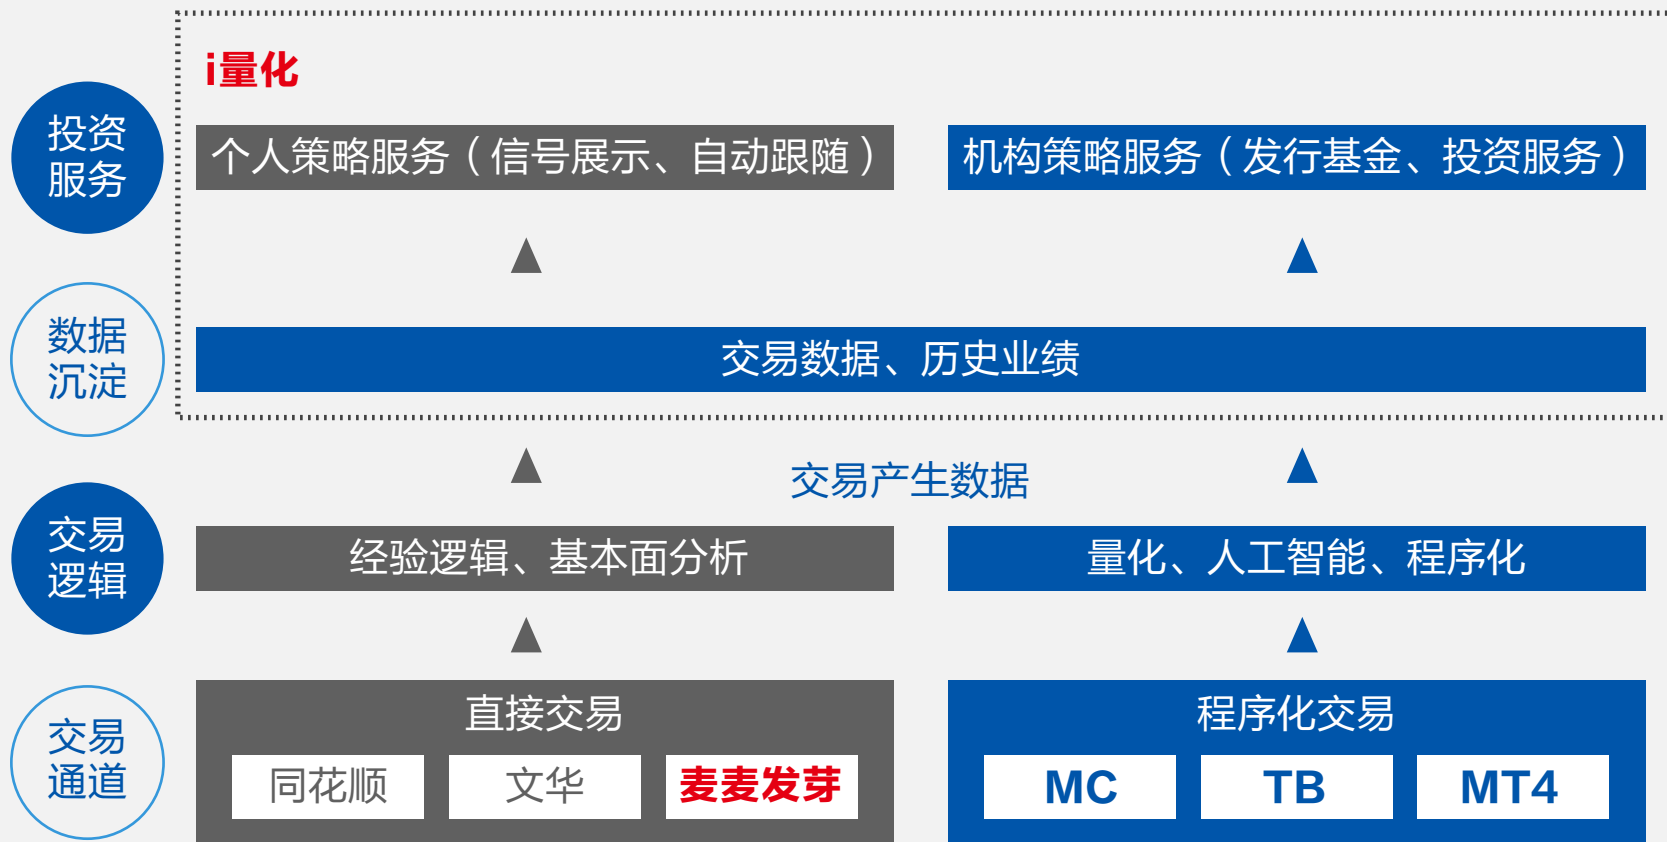 i量化
投资
服务
个人策略服务（信号展示、自动跟随）
机构策略服务（发行基金、投资服务）
数据
沉淀
交易数据、历史业绩
交易产生数据
交易
逻辑
经验逻辑、基本面分析
量化、人工智能、程序化
交易
通道
直接交易
同花顺
文华
麦麦发芽
程序化交易
MC
TB
MT4